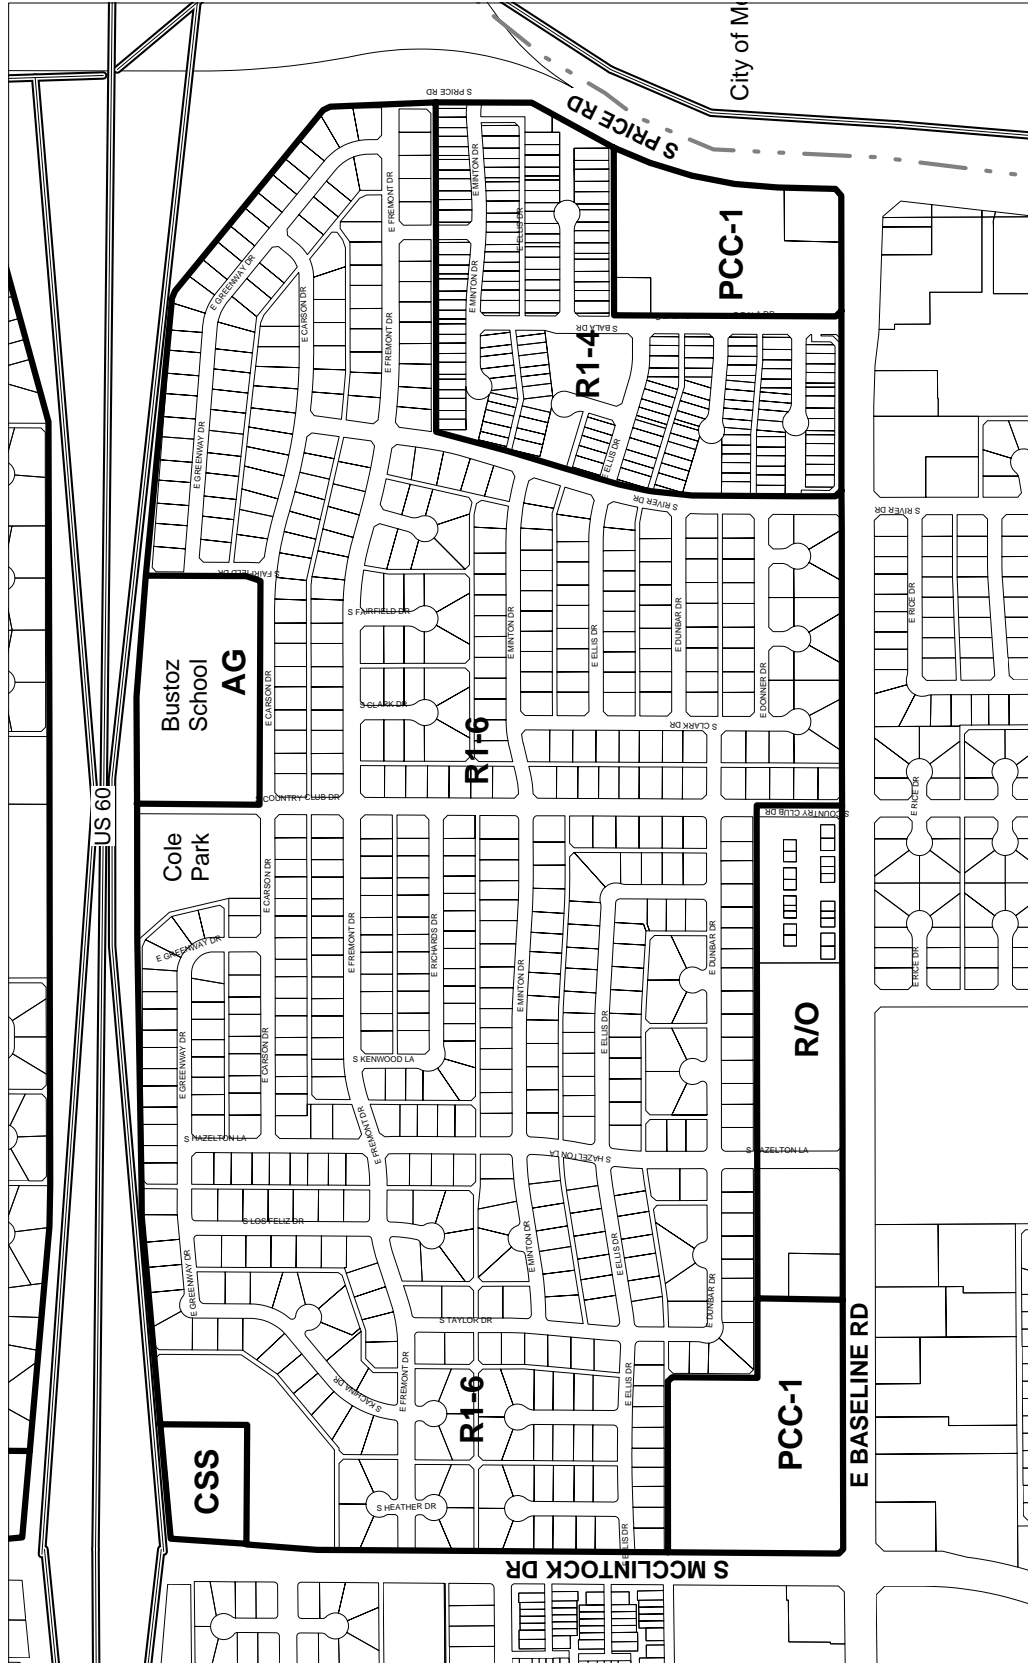 City of Me
S PRICE RD
S PRICE RD
E MINTON DR
E FREMONT DR
E ELLIS DR
PCC-1
E GREENWAY DR
E MINTON DR
E CARSON DR
E FREMONT DR
S BALA DR
R1-4
E GREENWAY DR
E ELLIS DR
S RIVER DR
S RIVER DR
S FAIRFIELD DR
Bustoz
School
AG
S FAIRFIELD DR
E MINTON DR
E ELLIS DR
E DUNBAR DR
E RICE DR
E CARSON DR
S CLARK DR
E DONNER DR
S CLARK DR
R1-6
US 60
S COUNTRY CLUB DR
S COUNTRY CLUB DR
E RICE DR
Cole
Park
E CARSON DR
E GREENWAY DR
E FREMONT DR
E RICHARDS DR
E MINTON DR
E DUNBAR DR
E RICE DR
E GREENWAY DR
E CARSON DR
S KENWOOD LA
E ELLIS DR
R/O
S HAZELTON LA
E FREMONT DR
S HAZELTON LA
S HAZELTON LA
S LOS FELIZ DR
E MINTON DR
E ELLIS DR
E GREENWAY DR
S TAYLOR DR
E DUNBAR DR
S KACHINA DR
E FREMONT DR
E ELLIS DR
R1-6
PCC-1
E BASELINE RD
CSS
S HEATHER DR
E ELLIS DR
S MCCLINTOCK DR